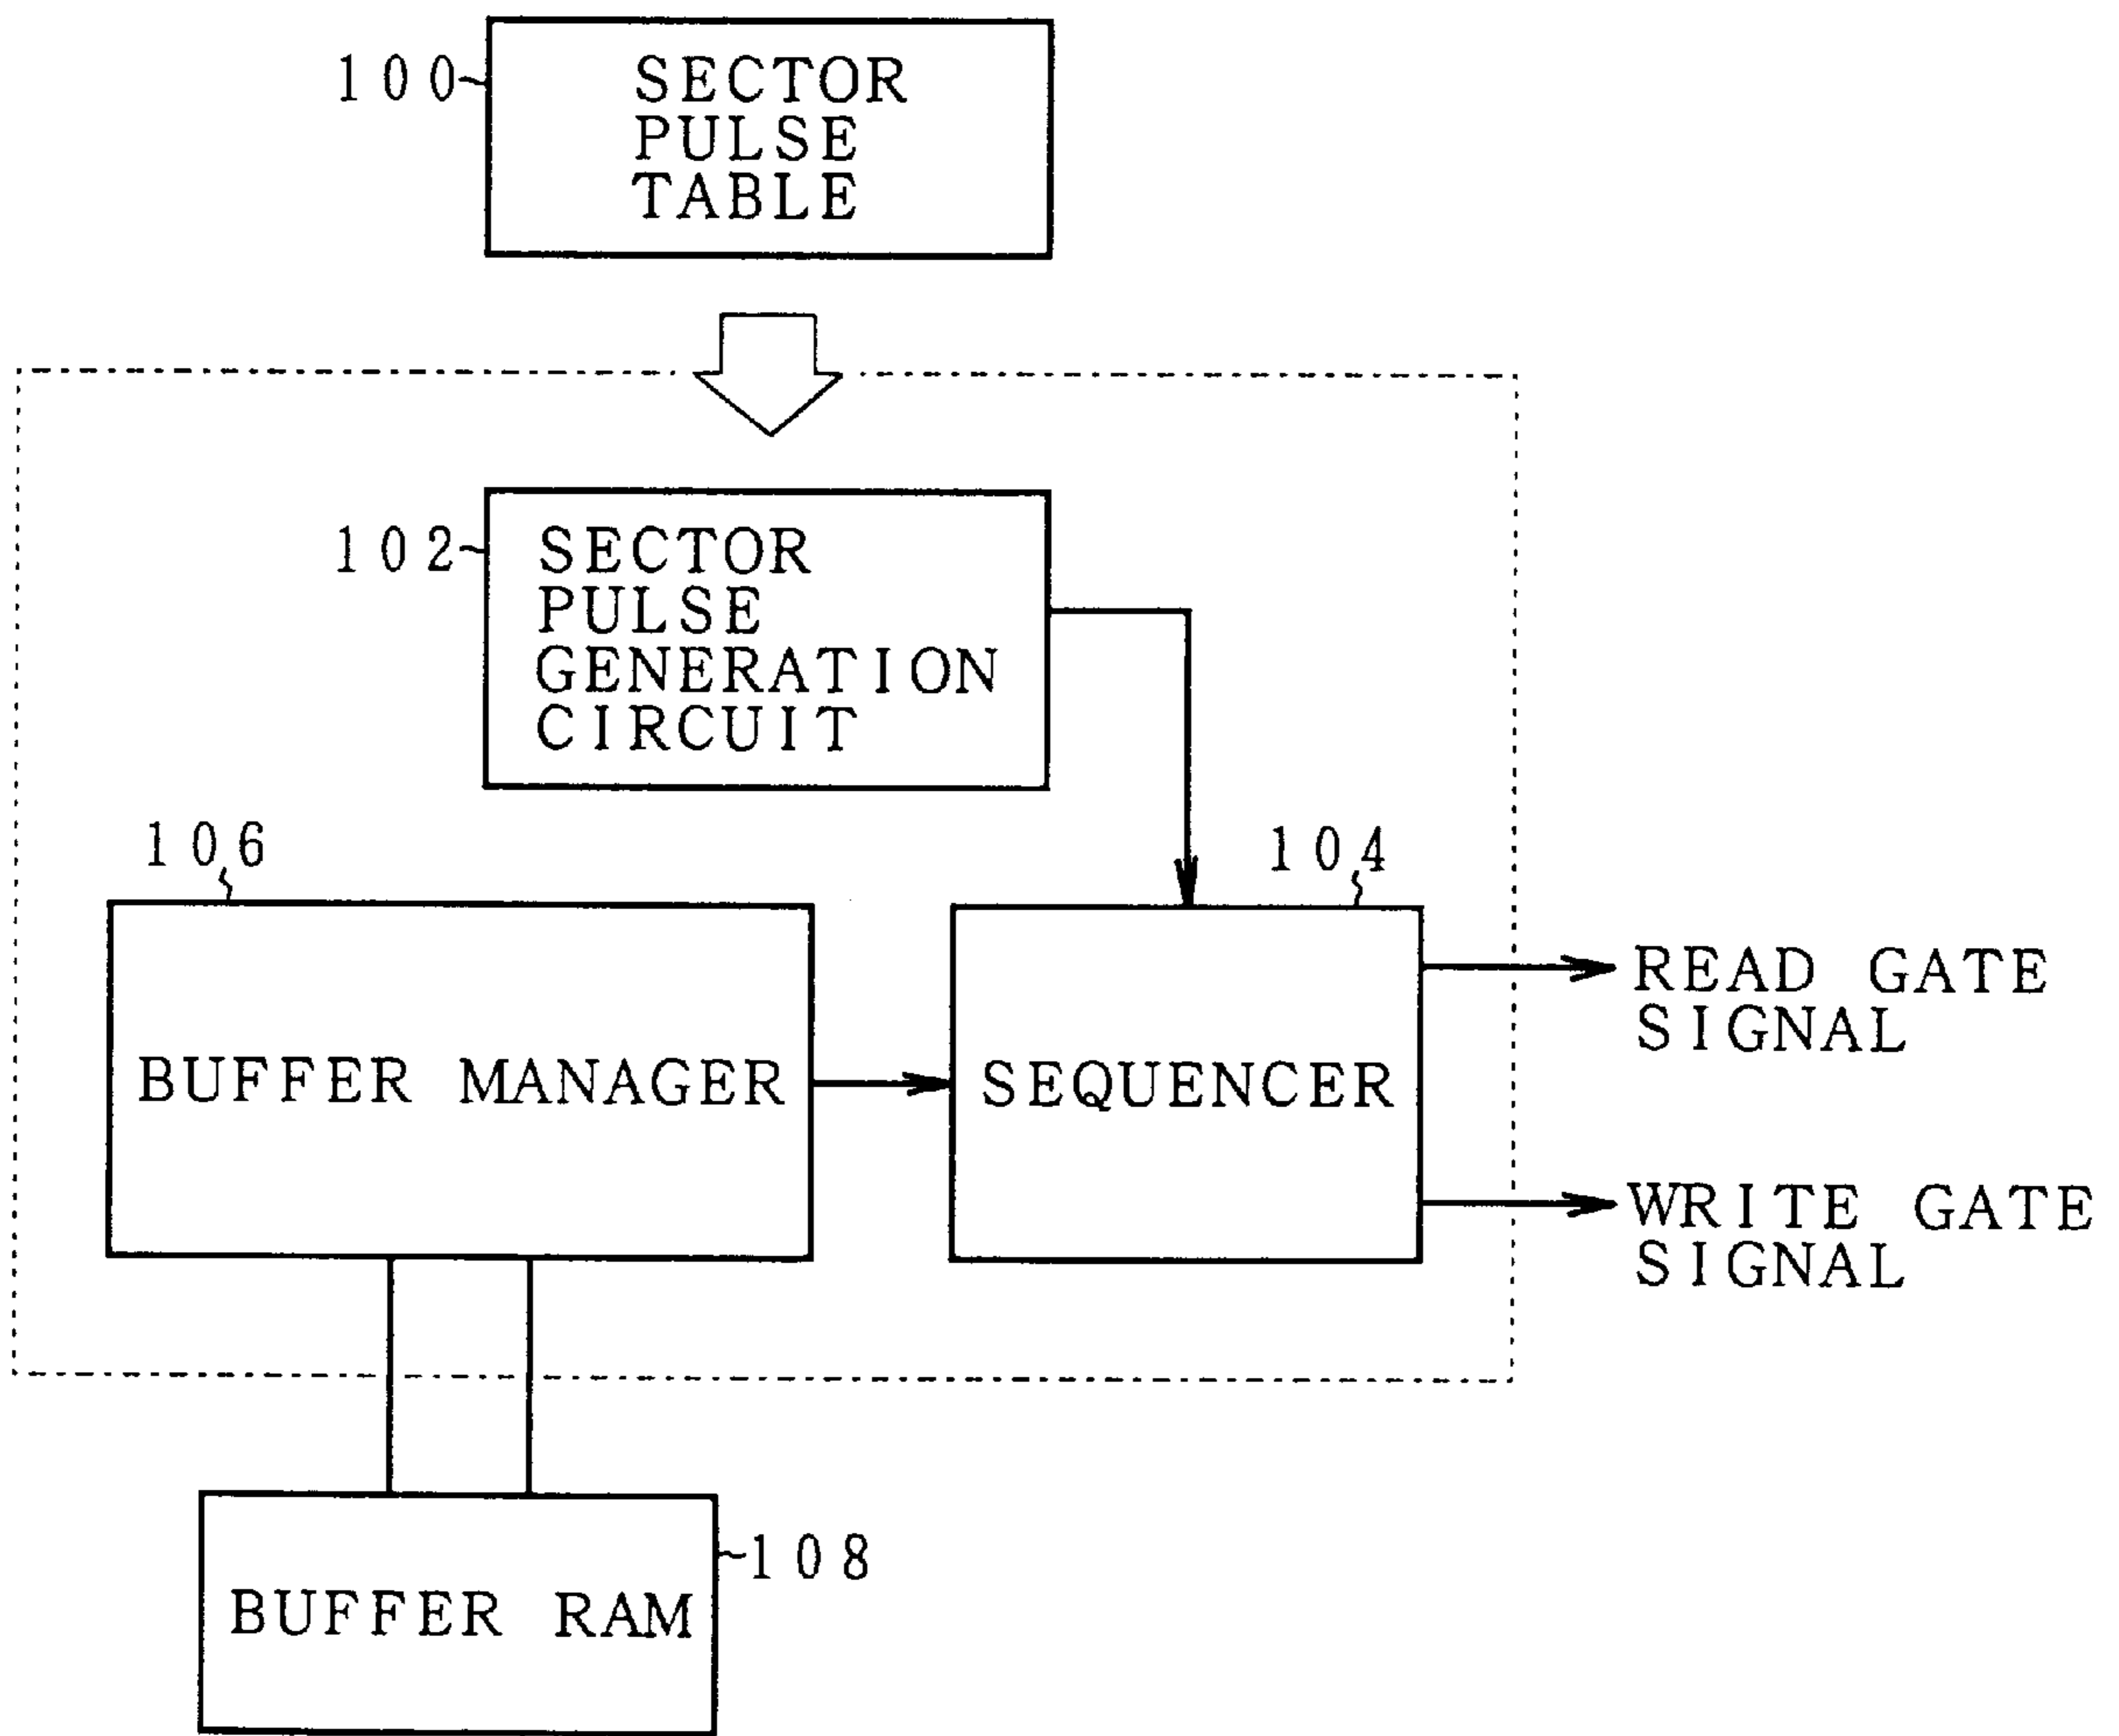 100
SECTOR
PULSE
TABLE
102
SECTOR
PULSE
GENERATION
CIRCUIT
106
104
BUFFER MANAGER
SEQUENCER
READ GATE
SIGNAL
WRITE GATE
SIGNAL
108
BUFFER RAM